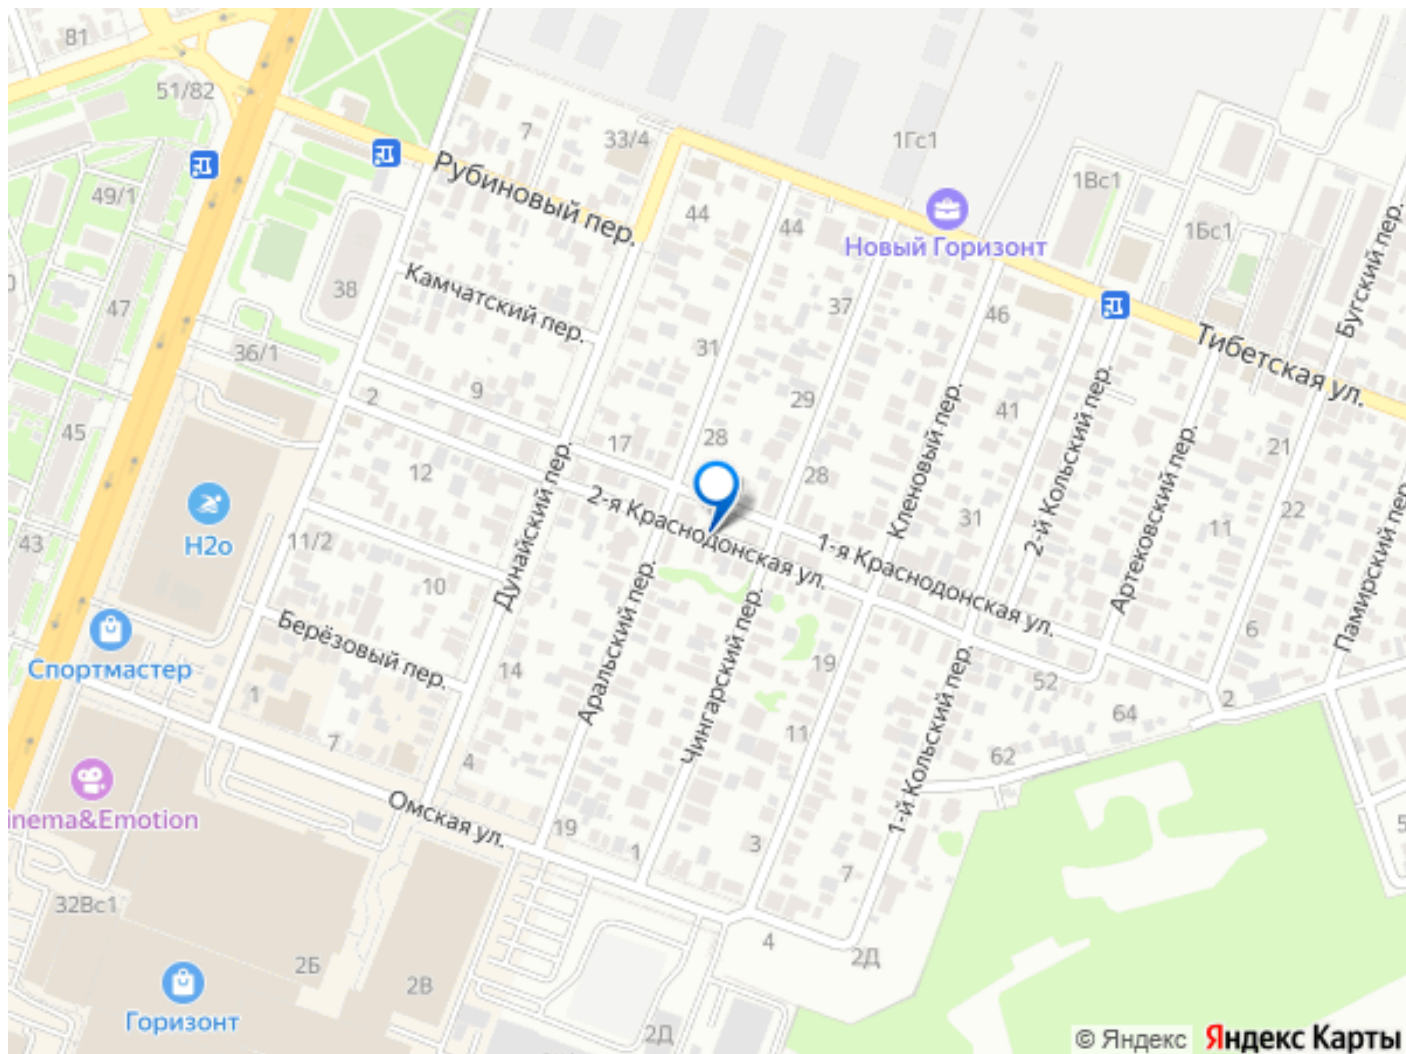 81
51/82
7
33/4
1Гс1
49/1
Рубиновый пер.
1Вс1
44
44
1Бс1
Новый Горизонт
Бугский пер.
38
Камчатский пер.
47
37
46
36/1
31
Тибетская ул.
2
9
29
41
Кленовый пер.
2-й Кольский пер.
45
17
28
21
12
28
Дунайский пер.
2-я Краснодонская ул.
Артековский пер.
22
11
31
43
H2o
11/2
1-я Краснодонская ул.
Памирский пер.
10
Аральский пер.
Чингарский пер.
6
Берёзовый пер.
Спортмастер
14
19
1-й Кольский пер.
52
2
1
64
7
11
62
4
inema&Emotion
Омская ул.
19
1
3
7
5
32Вс1
2Б
2В
4
2Д
Горизонт
2Д
© Яндекс Яндекс Карты